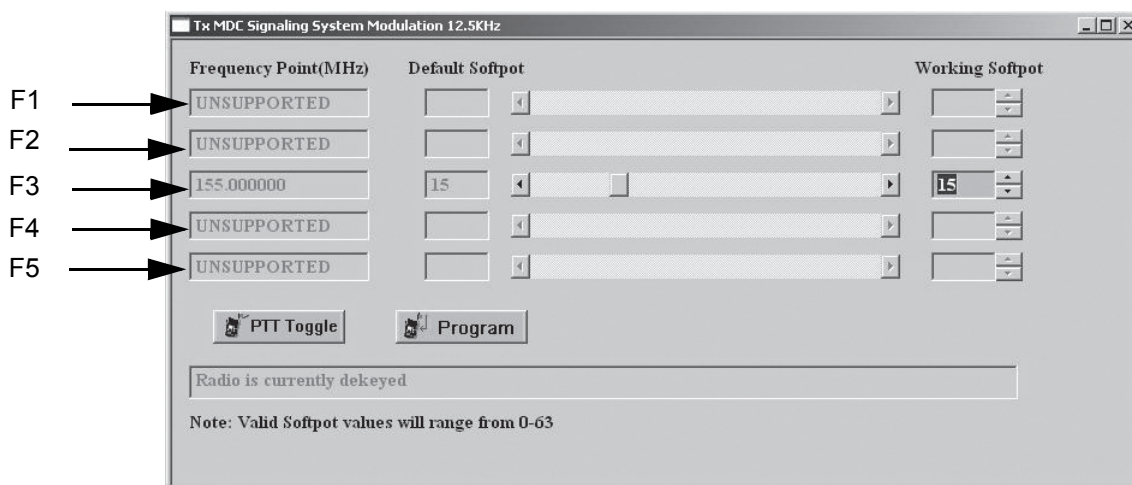 Tx MDC Signaling System Modulation 12.5KHz
Frequency Point(MHz) Default Softpot Working Softpot
F1 UNSUPPORTED
F2 UNSUPPORTED
F3 155.000000 15 15
F4 UNSUPPORTED
F5 UNSUPPORTED
PTT Toggle Program
Radio is currently dekeyed
Note: Valid Softpot values will range from 0-63